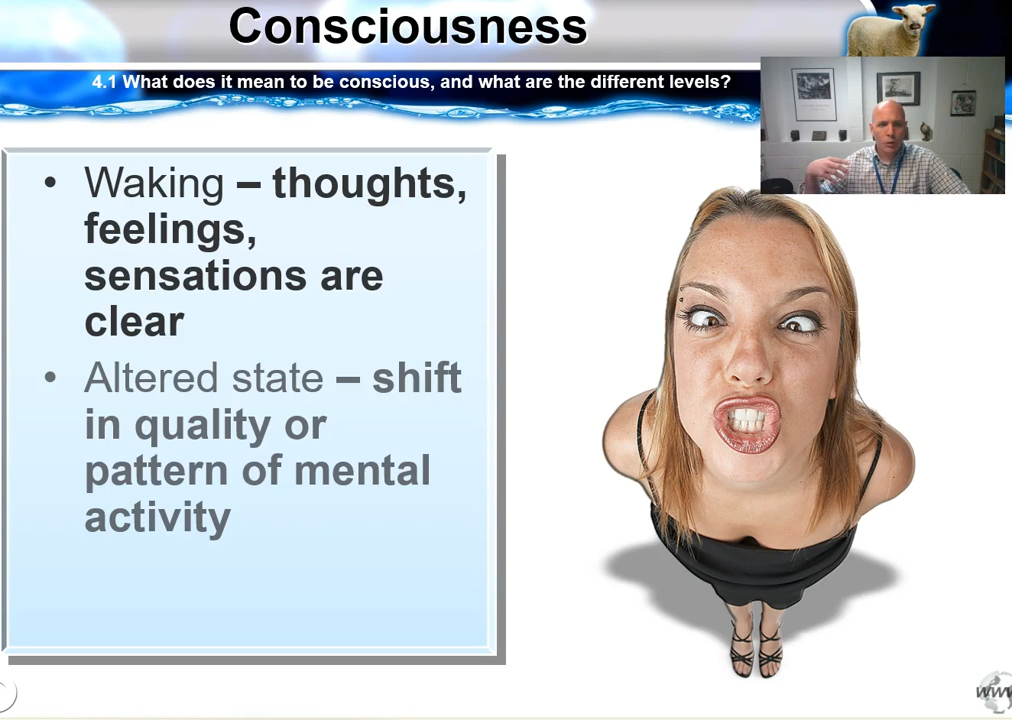 Consciousness
4.1 What does it mean to be conscious, and what are the different levels?
• Waking – thoughts,
feelings,
sensations are
clear
• Altered state – shift
in quality or
pattern of mental
activity